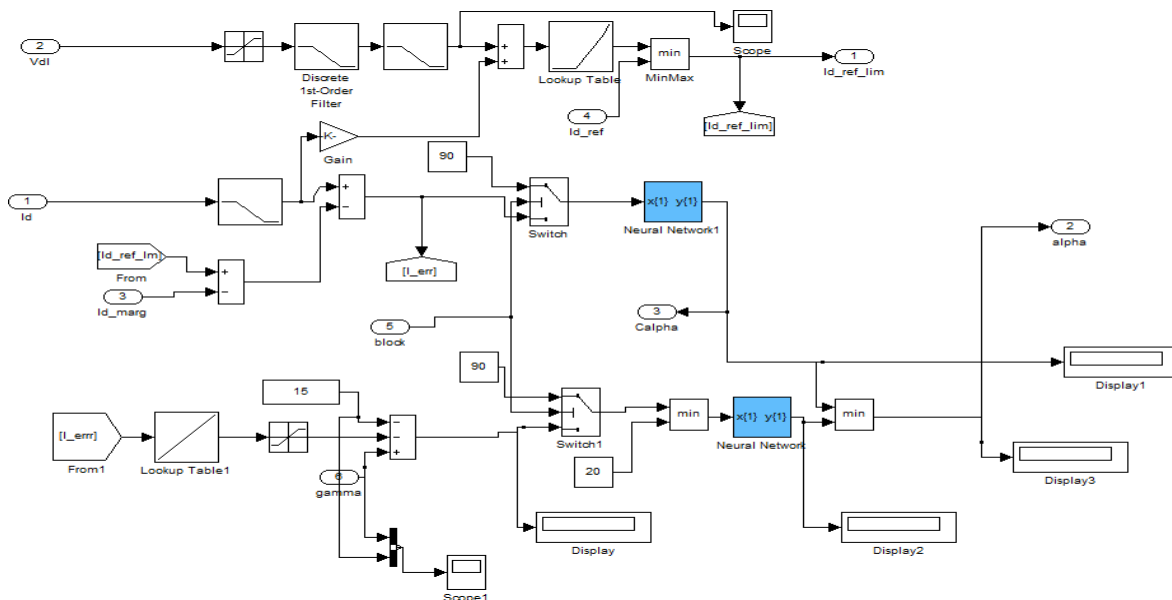 2
Vdl
Discrete
1st-Order
Filter
+
+
Lookup Table
min
MinMax
Scope
1
Id_ref_lim
4
Id_ref
[Id_ref_lim]
-K-
Gain
90
1
Id
+
−
Switch
x{1} y{1}
Neural Network1
2
alpha
[Id_ref_lm]
From
+
−
3
Id_marg
[I_err]
5
block
3
Calpha
90
Display1
15
[I_errr]
From1
Lookup Table1
−
−
+
6
gamma
Switch1
min
20
x{1} y{1}
Neural Network
min
Display3
Display
Display2
Scope1